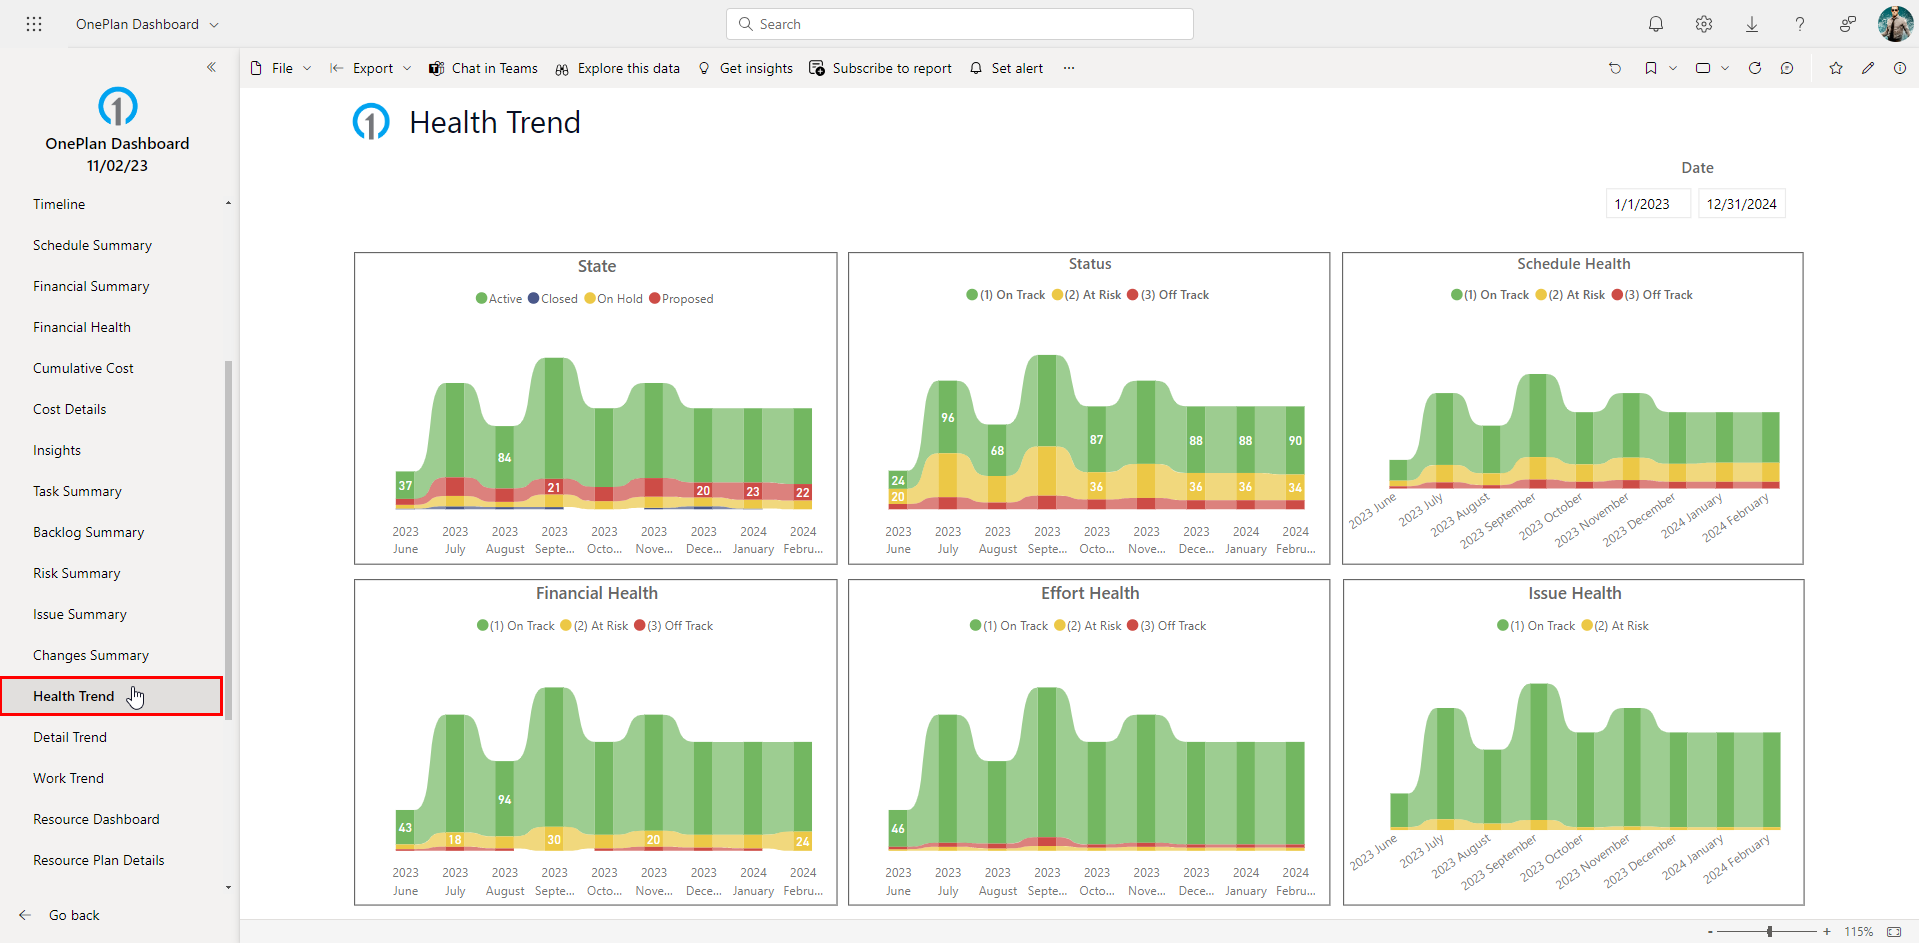 OnePlan Dashboard
Search
File
Export
Chat in Teams
Explore this data
Get insights
Subscribe to report
Set alert
OnePlan Dashboard
11/02/23
Timeline
Schedule Summary
Financial Summary
Financial Health
Cumulative Cost
Cost Details
Insights
Task Summary
Backlog Summary
Risk Summary
Issue Summary
Changes Summary
Health Trend
Detail Trend
Work Trend
Resource Dashboard
Resource Plan Details
Go back
1 Health Trend
Date
1/1/2023 12/31/2024
State
Active Closed On Hold Proposed
37 84 21 20 23 22
2023 2023 2023 2023 2023 2023 2023 2024 2024
June July August Septe... Octo... Nove... Dece... January Febru...
Status
(1) On Track (2) At Risk (3) Off Track
96 68 87 88 88 90
24
20 36 36 36 34
2023 2023 2023 2023 2023 2023 2023 2024 2024
June July August Septe... Octo... Nove... Dece... January Febru...
Schedule Health
(1) On Track (2) At Risk (3) Off Track
2023 June 2023 July 2023 August 2023 September 2023 October 2023 November 2023 December 2024 January 2024 February
Financial Health
(1) On Track (2) At Risk (3) Off Track
43 94
18 30 20 24
2023 2023 2023 2023 2023 2023 2023 2024 2024
June July August Septe... Octo... Nove... Dece... January Febru...
Effort Health
(1) On Track (2) At Risk (3) Off Track
46
2023 2023 2023 2023 2023 2023 2023 2024 2024
June July August Septe... Octo... Nove... Dece... January Febru...
Issue Health
(1) On Track (2) At Risk
2023 June 2023 July 2023 August 2023 September 2023 October 2023 November 2023 December 2024 January 2024 February
- + 115%